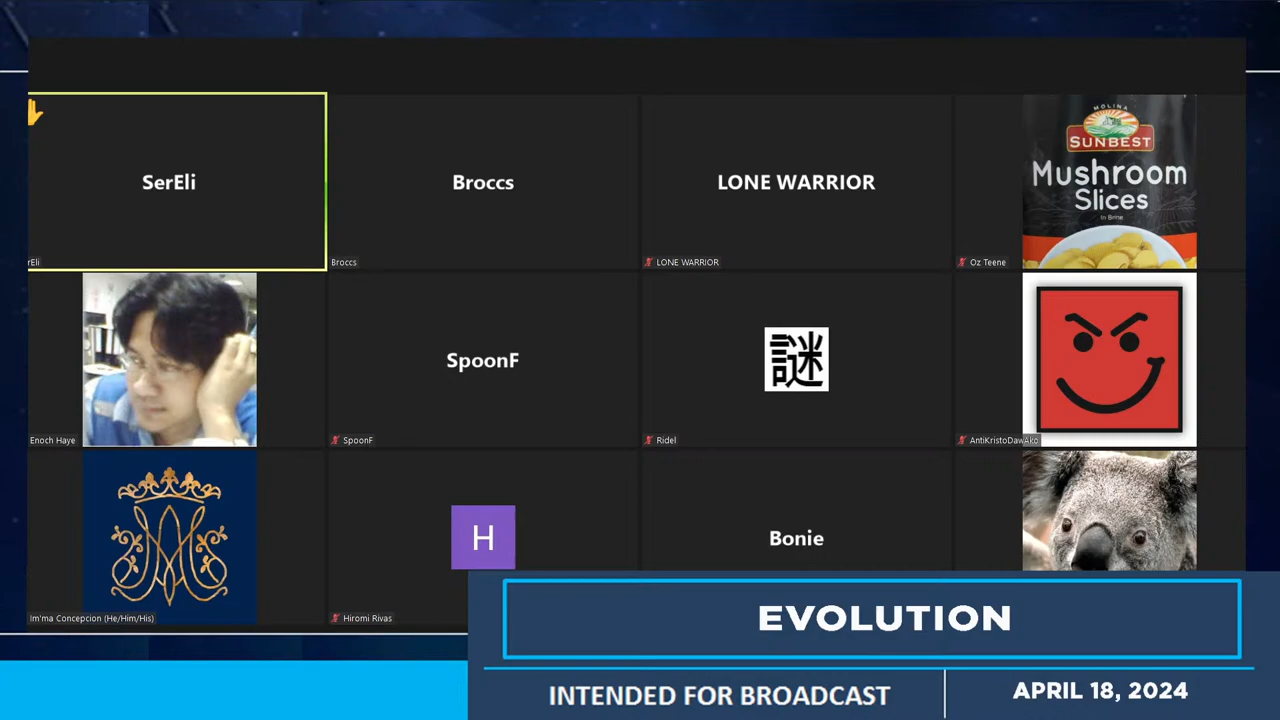 SerEli
Broccs
LONE WARRIOR
MOLINA
SUNBEST
Mushroom
Slices
In Brine
rEli
Broccs
LONE WARRIOR
Oz Teene
SpoonF
謎
Enoch Haye
SpoonF
Ridel
AntiKristoDawAko
H
Bonie
Im'ma Concepcion (He/Him/His)
Hiromi Rivas
EVOLUTION
INTENDED FOR BROADCAST
APRIL 18, 2024